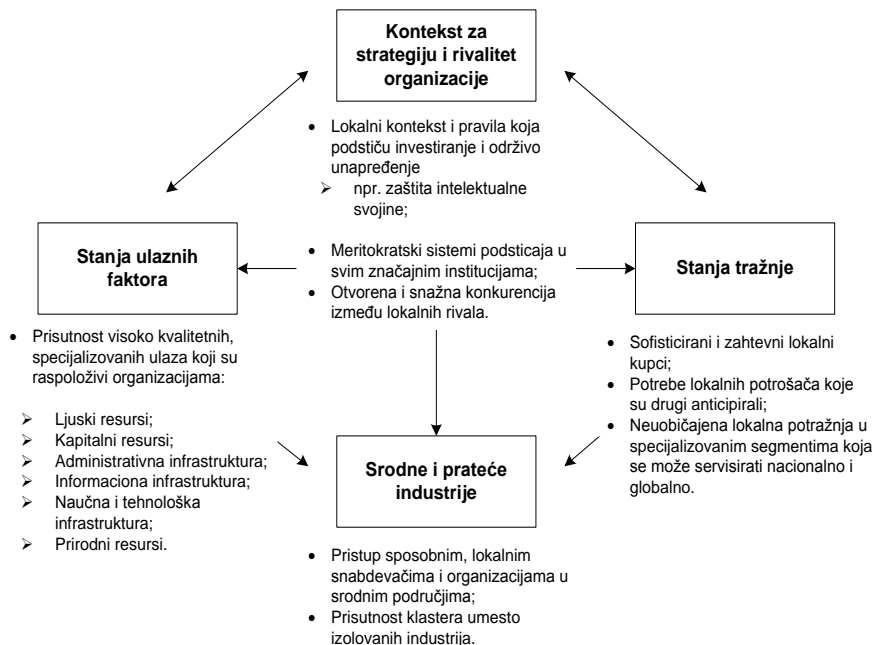 Kontekst za
strategiju i rivalitet
organizacije
• Lokalni kontekst i pravila koja
podstiču investiranje i održivo
unapređenje
➢ npr. zaštita intelektualne
svojine;
• Meritokratski sistemi podsticaja u
svim značajnim institucijama;
• Otvorena i snažna konkurencija
između lokalnih rivala.
Stanja ulaznih
faktora
• Prisutnost visoko kvalitetnih,
specijalizovanih ulaza koji su
raspoloživi organizacijama:
➢ Ljuski resursi;
➢ Kapitalni resursi;
➢ Administrativna infrastruktura;
➢ Informaciona infrastruktura;
➢ Naučna i tehnološka
infrastruktura;
➢ Prirodni resursi.
Stanja tražnje
• Sofisticirani i zahtevni lokalni
kupci;
• Potrebe lokalnih potrošača koje
su drugi anticipirali;
• Neuobičajena lokalna potražnja u
specijalizovanim segmentima koja
se može servisirati nacionalno i
globalno.
Srodne i prateće
industrije
• Pristup sposobnim, lokalnim
snabdevačima i organizacijama u
srodnim područjima;
• Prisutnost klastera umesto
izolovanih industrija.